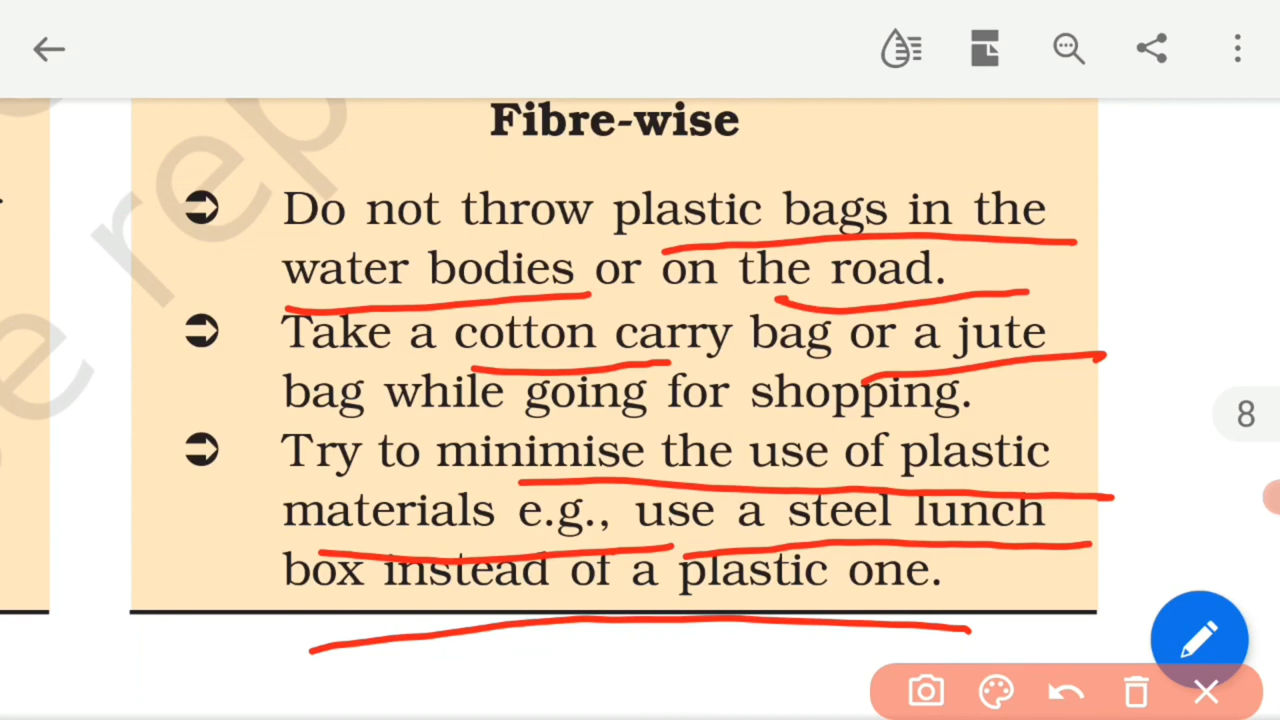 Fibre-wise
➲ Do not throw plastic bags in the
water bodies or on the road.
➲ Take a cotton carry bag or a jute
bag while going for shopping.
➲ Try to minimise the use of plastic
materials e.g., use a steel lunch
box instead of a plastic one.
8